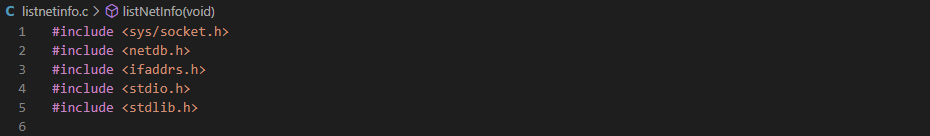 C listnetinfo.c > listNetInfo(void)
1 #include <sys/socket.h>
2 #include <netdb.h>
3 #include <ifaddrs.h>
4 #include <stdio.h>
5 #include <stdlib.h>
6